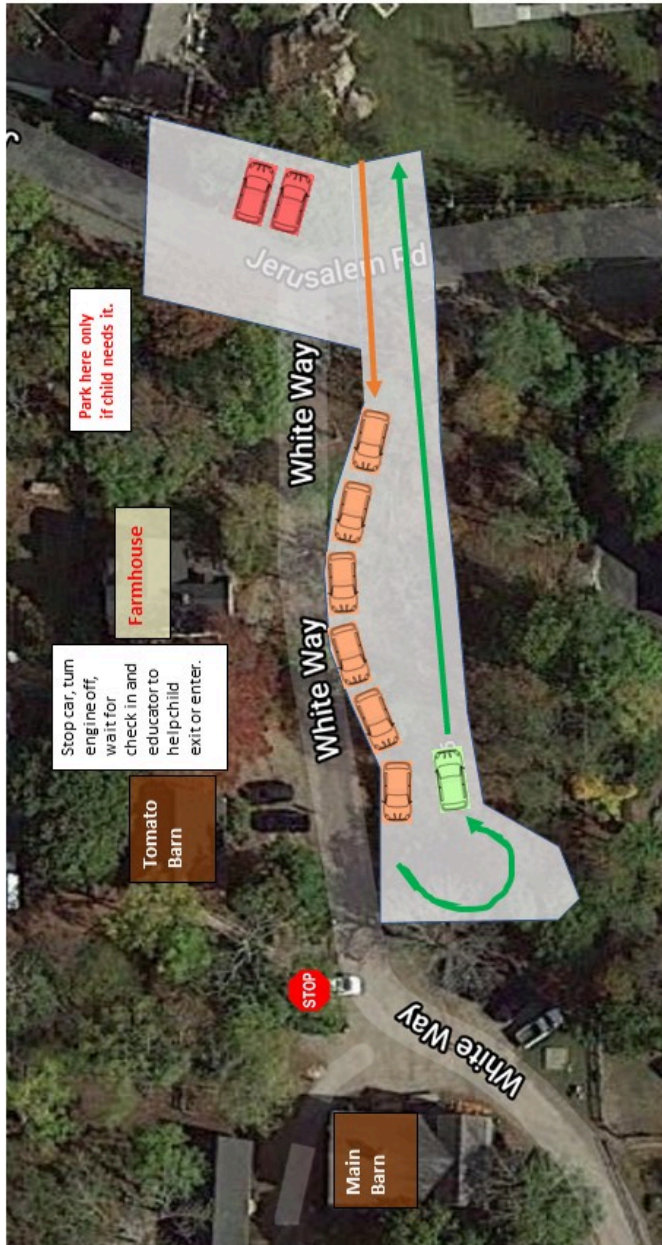 Stop car, turn
engine off,
wait for
check in and
educator to
help child
exit or enter.
Park here only
if child needs it.
Farmhouse
Tomato
Barn
Jerusalem Rd
White Way
White Way
STOP
Main
Barn
White Way